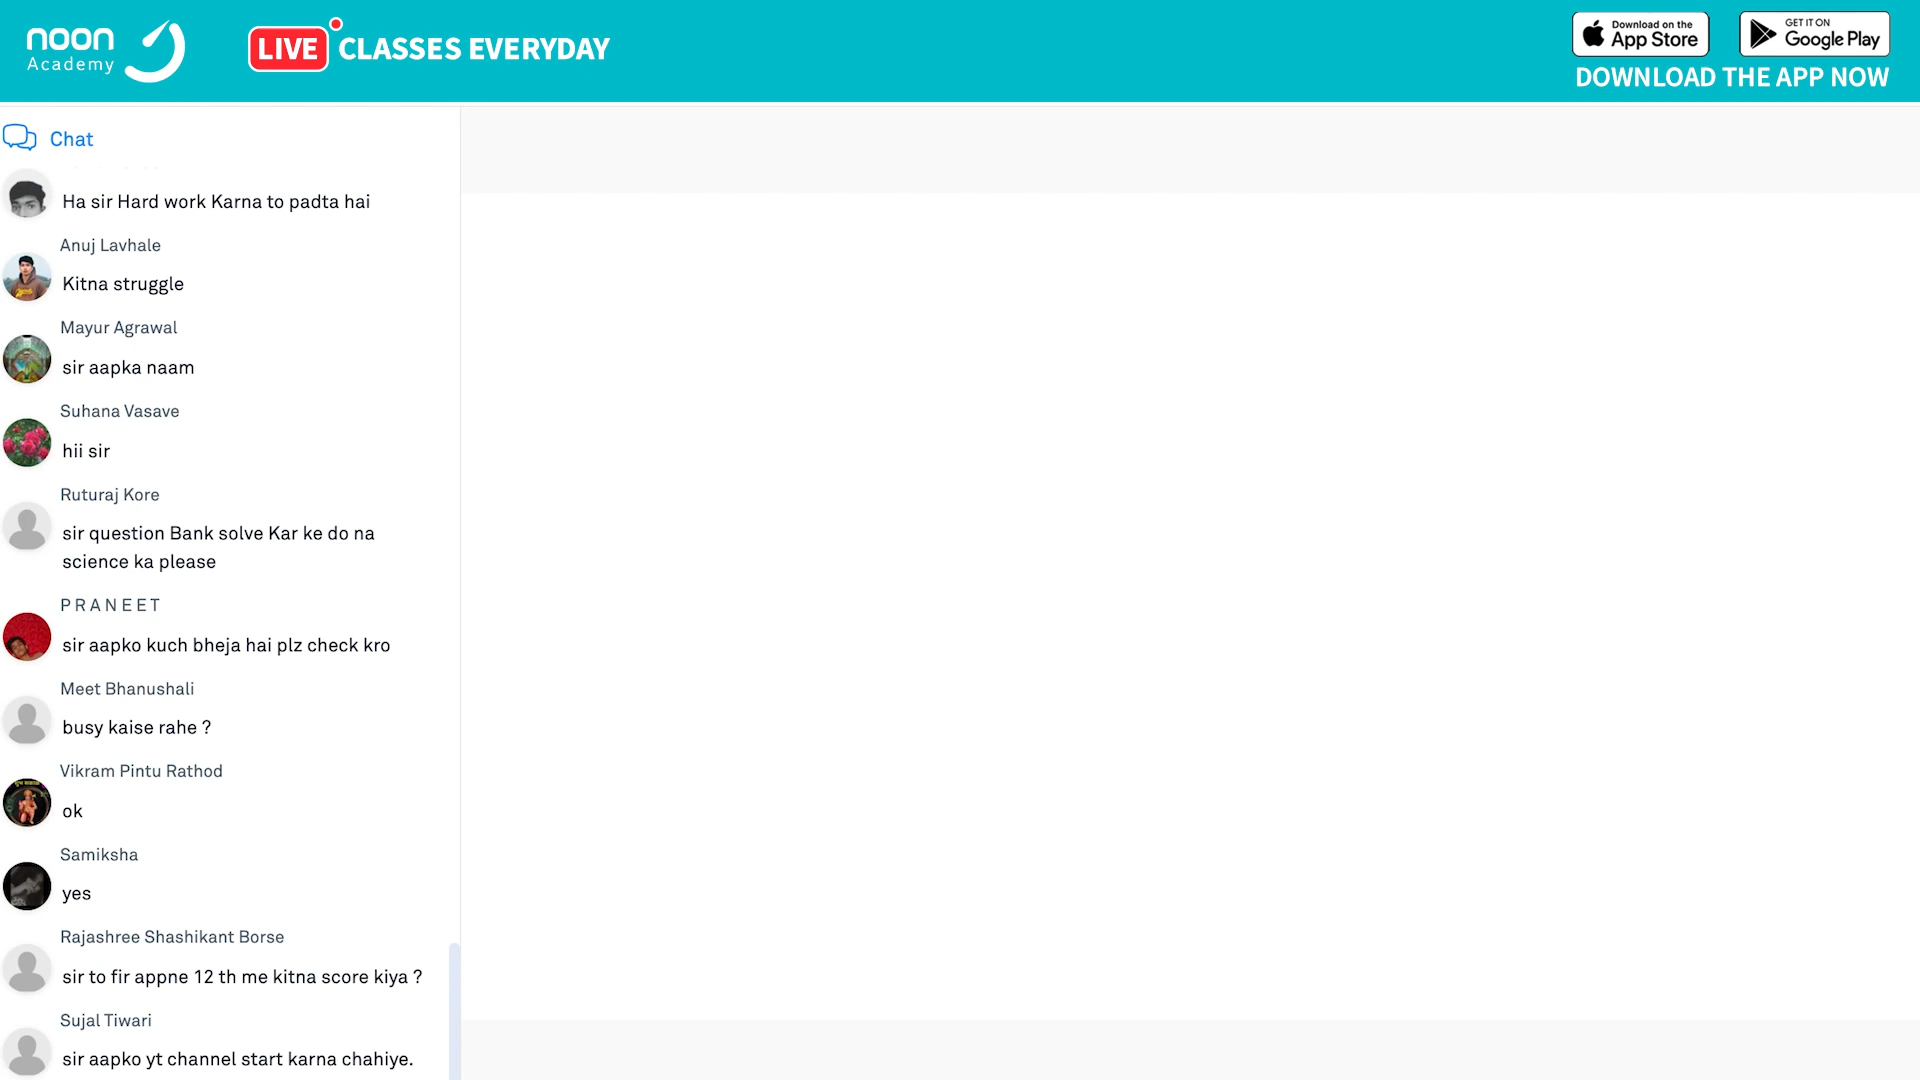 noon
Academy
LIVE CLASSES EVERYDAY
Download on the
App Store
GET IT ON
Google Play
DOWNLOAD THE APP NOW
Chat
Ha sir Hard work Karna to padta hai
Anuj Lavhale
Kitna struggle
Mayur Agrawal
sir aapka naam
Suhana Vasave
hii sir
Ruturaj Kore
sir question Bank solve Kar ke do na
science ka please
P R A N E E T
sir aapko kuch bheja hai plz check kro
Meet Bhanushali
busy kaise rahe ?
Vikram Pintu Rathod
ok
Samiksha
yes
Rajashree Shashikant Borse
sir to fir appne 12 th me kitna score kiya ?
Sujal Tiwari
sir aapko yt channel start karna chahiye.